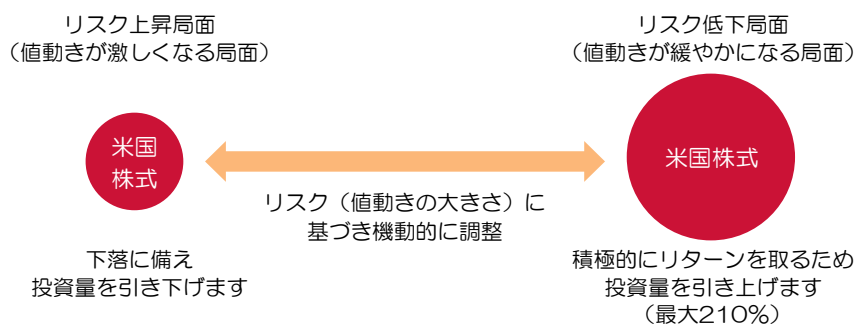 リスク上昇局面
（値動きが激しくなる局面）
リスク低下局面
（値動きが緩やかになる局面）
米国
株式
米国株式
リスク（値動きの大きさ）に
基づき機動的に調整
下落に備え
投資量を引き下げます
積極的にリターンを取るため
投資量を引き上げます
（最大210％）